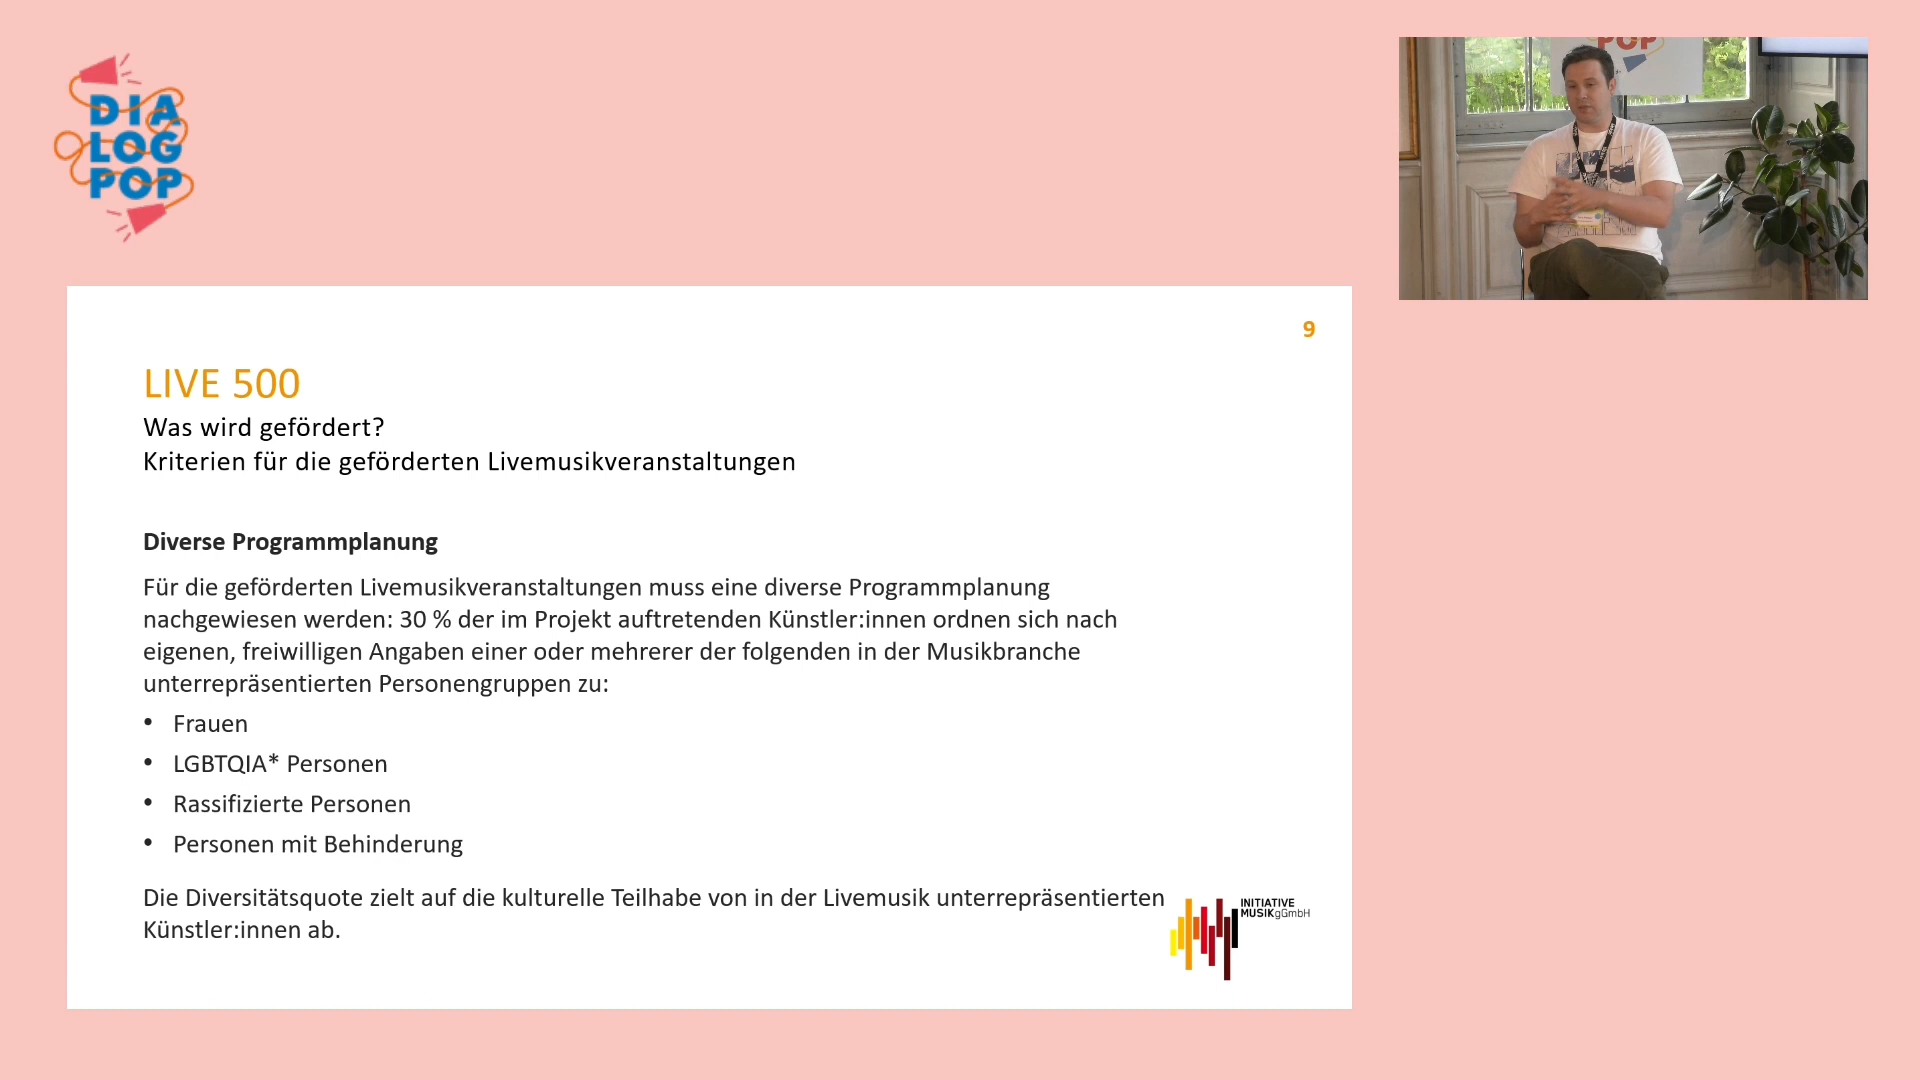 DIA
LOG
POP
POP
9
LIVE 500
Was wird gefördert?
Kriterien für die geförderten Livemusikveranstaltungen
Diverse Programmplanung
Für die geförderten Livemusikveranstaltungen muss eine diverse Programmplanung
nachgewiesen werden: 30 % der im Projekt auftretenden Künstler:innen ordnen sich nach
eigenen, freiwilligen Angaben einer oder mehrerer der folgenden in der Musikbranche
unterrepräsentierten Personengruppen zu:
• Frauen
• LGBTQIA* Personen
• Rassifizierte Personen
• Personen mit Behinderung
Die Diversitätsquote zielt auf die kulturelle Teilhabe von in der Livemusik unterrepräsentierten
Künstler:innen ab.
INITIATIVE
MUSIKgGmbH